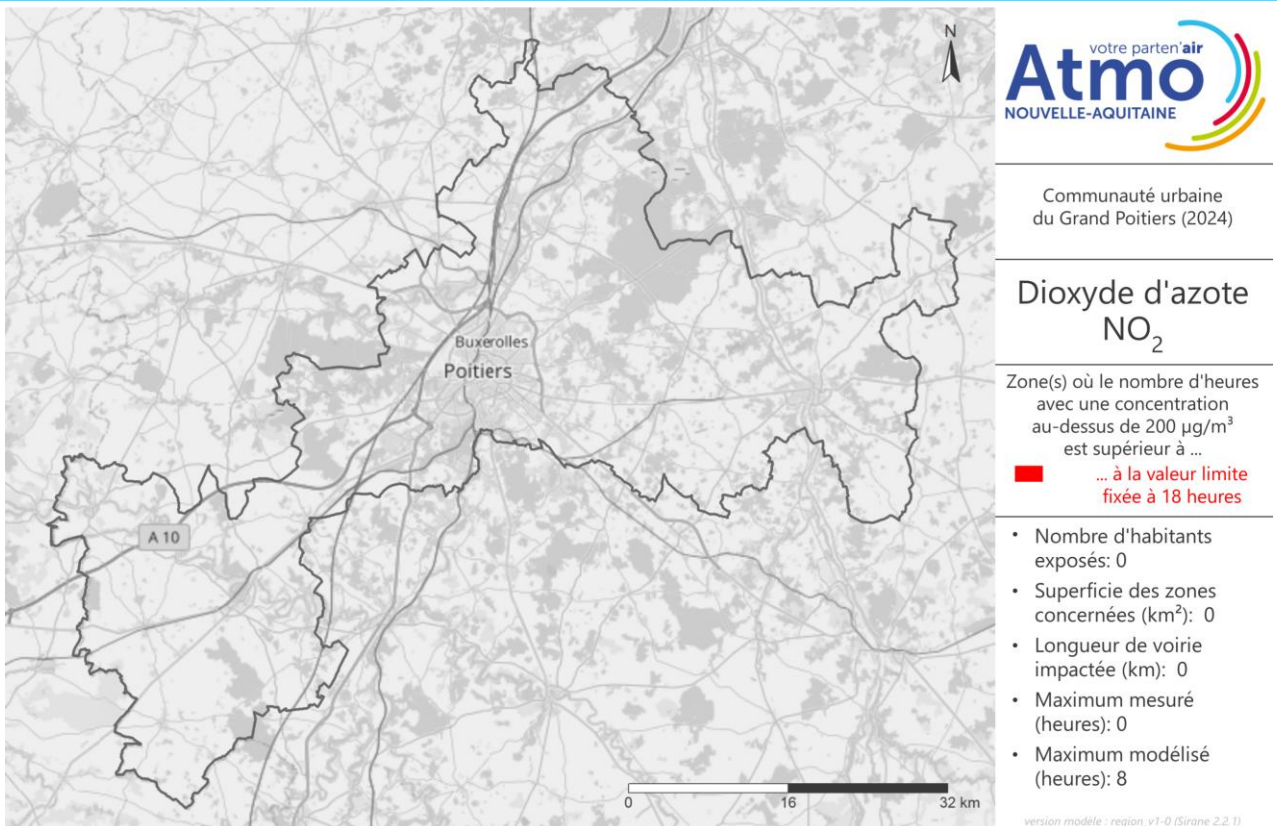 N
Buxerolles
Poitiers
A 10
0 16 32 km
votre parten'air
Atmo
NOUVELLE-AQUITAINE
Communauté urbaine
du Grand Poitiers (2024)
Dioxyde d'azote
NO₂
Zone(s) où le nombre d'heures
avec une concentration
au-dessus de 200 µg/m³
est supérieur à ...
... à la valeur limite
fixée à 18 heures
• Nombre d'habitants
exposés: 0
• Superficie des zones
concernées (km²): 0
• Longueur de voirie
impactée (km): 0
• Maximum mesuré
(heures): 0
• Maximum modélisé
(heures): 8
version modèle : region_v1-0 (Sirane 2.2.1)